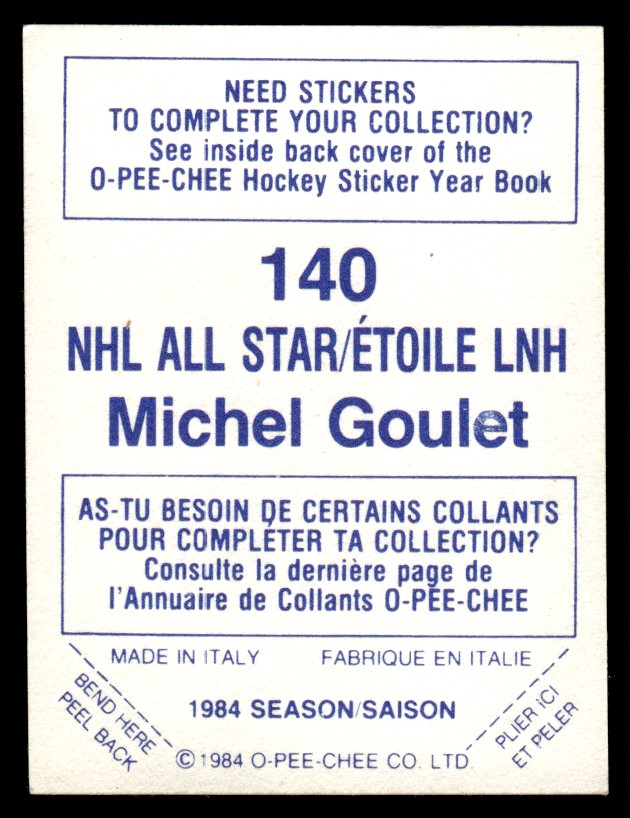 NEED STICKERS
TO COMPLETE YOUR COLLECTION?
See inside back cover of the
O-PEE-CHEE Hockey Sticker Year Book
140
NHL ALL STAR/ÉTOILE LNH
Michel Goulet
AS-TU BESOIN DE CERTAINS COLLANTS
POUR COMPLÉTER TA COLLECTION?
Consulte la dernière page de
l'Annuaire de Collants O-PEE-CHEE
MADE IN ITALY FABRIQUE EN ITALIE
BEND HERE
PEEL BACK
1984 SEASON/SAISON
PLIER ICI
ET PELER
© 1984 O-PEE-CHEE CO. LTD.